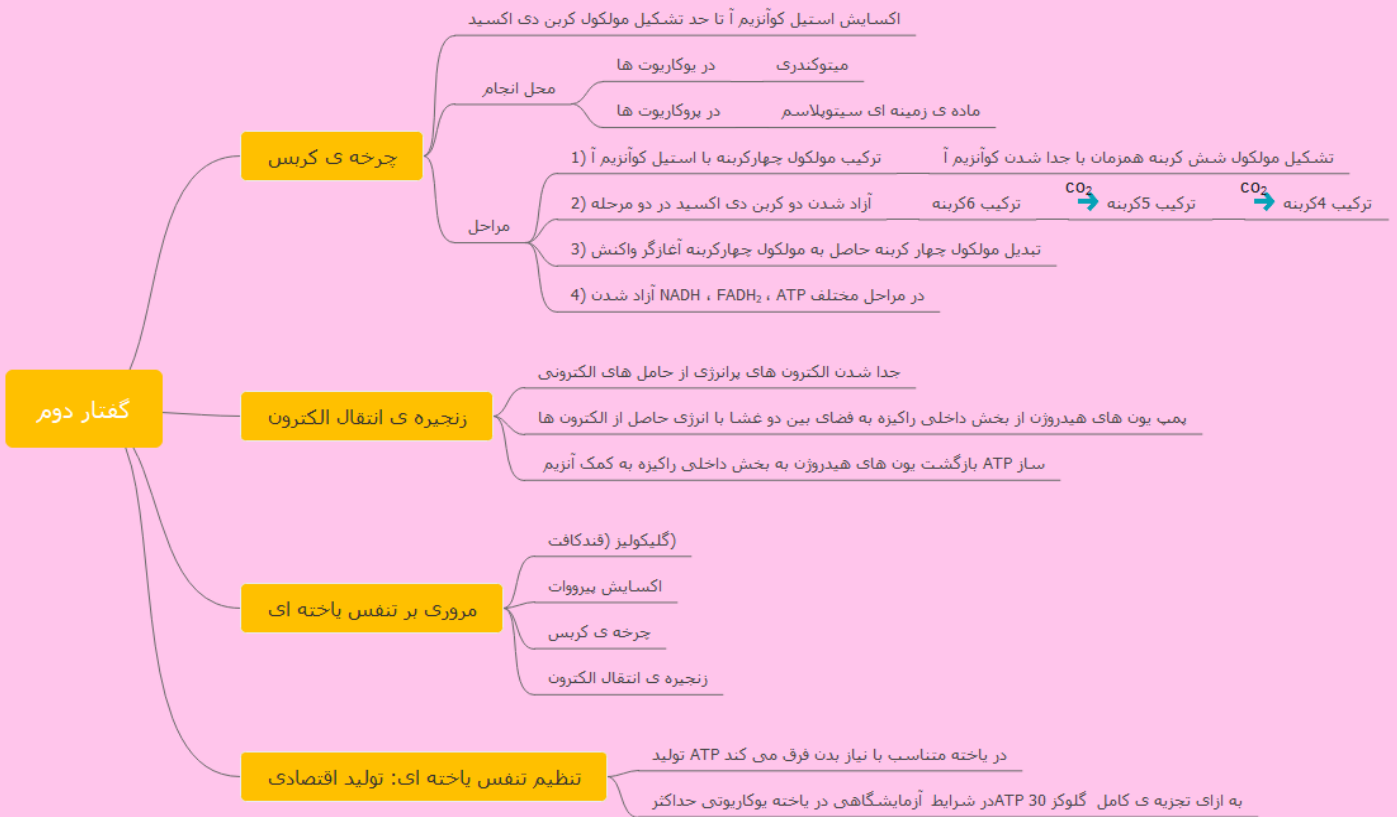 گفتار دوم
چرخه ی کربس
اکسایش استیل کوآنزیم آ تا حد تشکیل مولکول کربن دی اکسید
محل انجام
در یوکاریوت ها
میتوکندری
در پروکاریوت ها
ماده ی زمینه ای سیتوپلاسم
مراحل
1) ترکیب مولکول چهارکربنه با استیل کوآنزیم آ
تشکیل مولکول شش کربنه همزمان با جدا شدن کوآنزیم آ
2) آزاد شدن دو کربن دی اکسید در دو مرحله
ترکیب 6کربنه
CO₂
ترکیب 5کربنه
CO₂
ترکیب 4کربنه
3) تبدیل مولکول چهار کربنه حاصل به مولکول چهارکربنه آغازگر واکنش
4) آزاد شدن NADH ، FADH₂ ، ATP در مراحل مختلف
زنجیره ی انتقال الکترون
جدا شدن الکترون های پرانرژی از حامل های الکترونی
پمپ یون های هیدروژن از بخش داخلی راکیزه به فضای بین دو غشا با انرژی حاصل از الکترون ها
بازگشت یون های هیدروژن به بخش داخلی راکیزه به کمک آنزیم ATP ساز
مروری بر تنفس یاخته ای
گلیکولیز (قندکافت)
اکسایش پیرووات
چرخه ی کربس
زنجیره ی انتقال الکترون
تنظیم تنفس یاخته ای: تولید اقتصادی
تولید ATP در یاخته متناسب با نیاز بدن فرق می کند
به ازای تجزیه ی کامل گلوکز در شرایط آزمایشگاهی در یاخته یوکاریوتی حداکثر 30 ATP